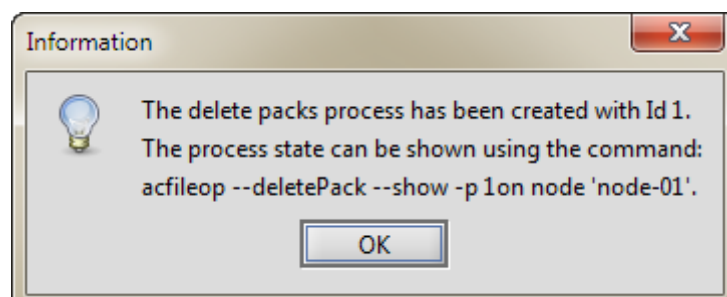 Information
The delete packs process has been created with Id 1.
The process state can be shown using the command:
acfileop --deletePack --show -p 1on node 'node-01'.
OK